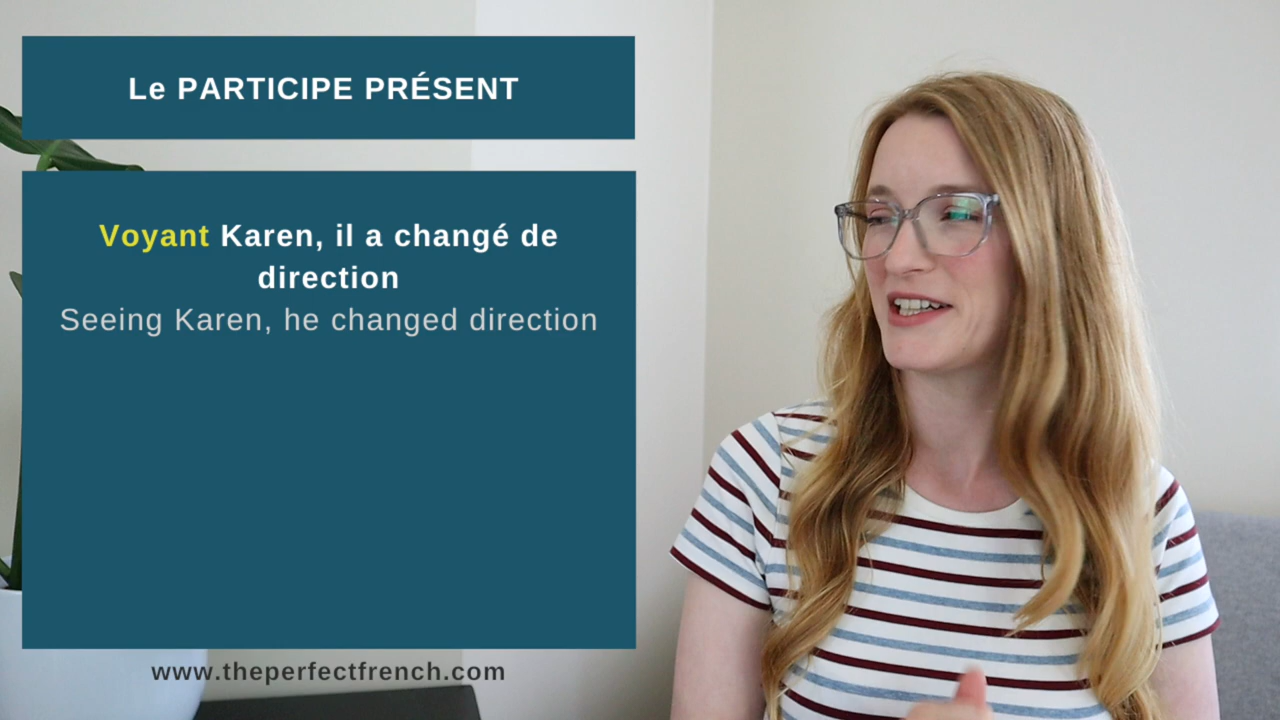 Le PARTICIPE PRÉSENT
Voyant Karen, il a changé de
direction
Seeing Karen, he changed direction
www.theperfectfrench.com